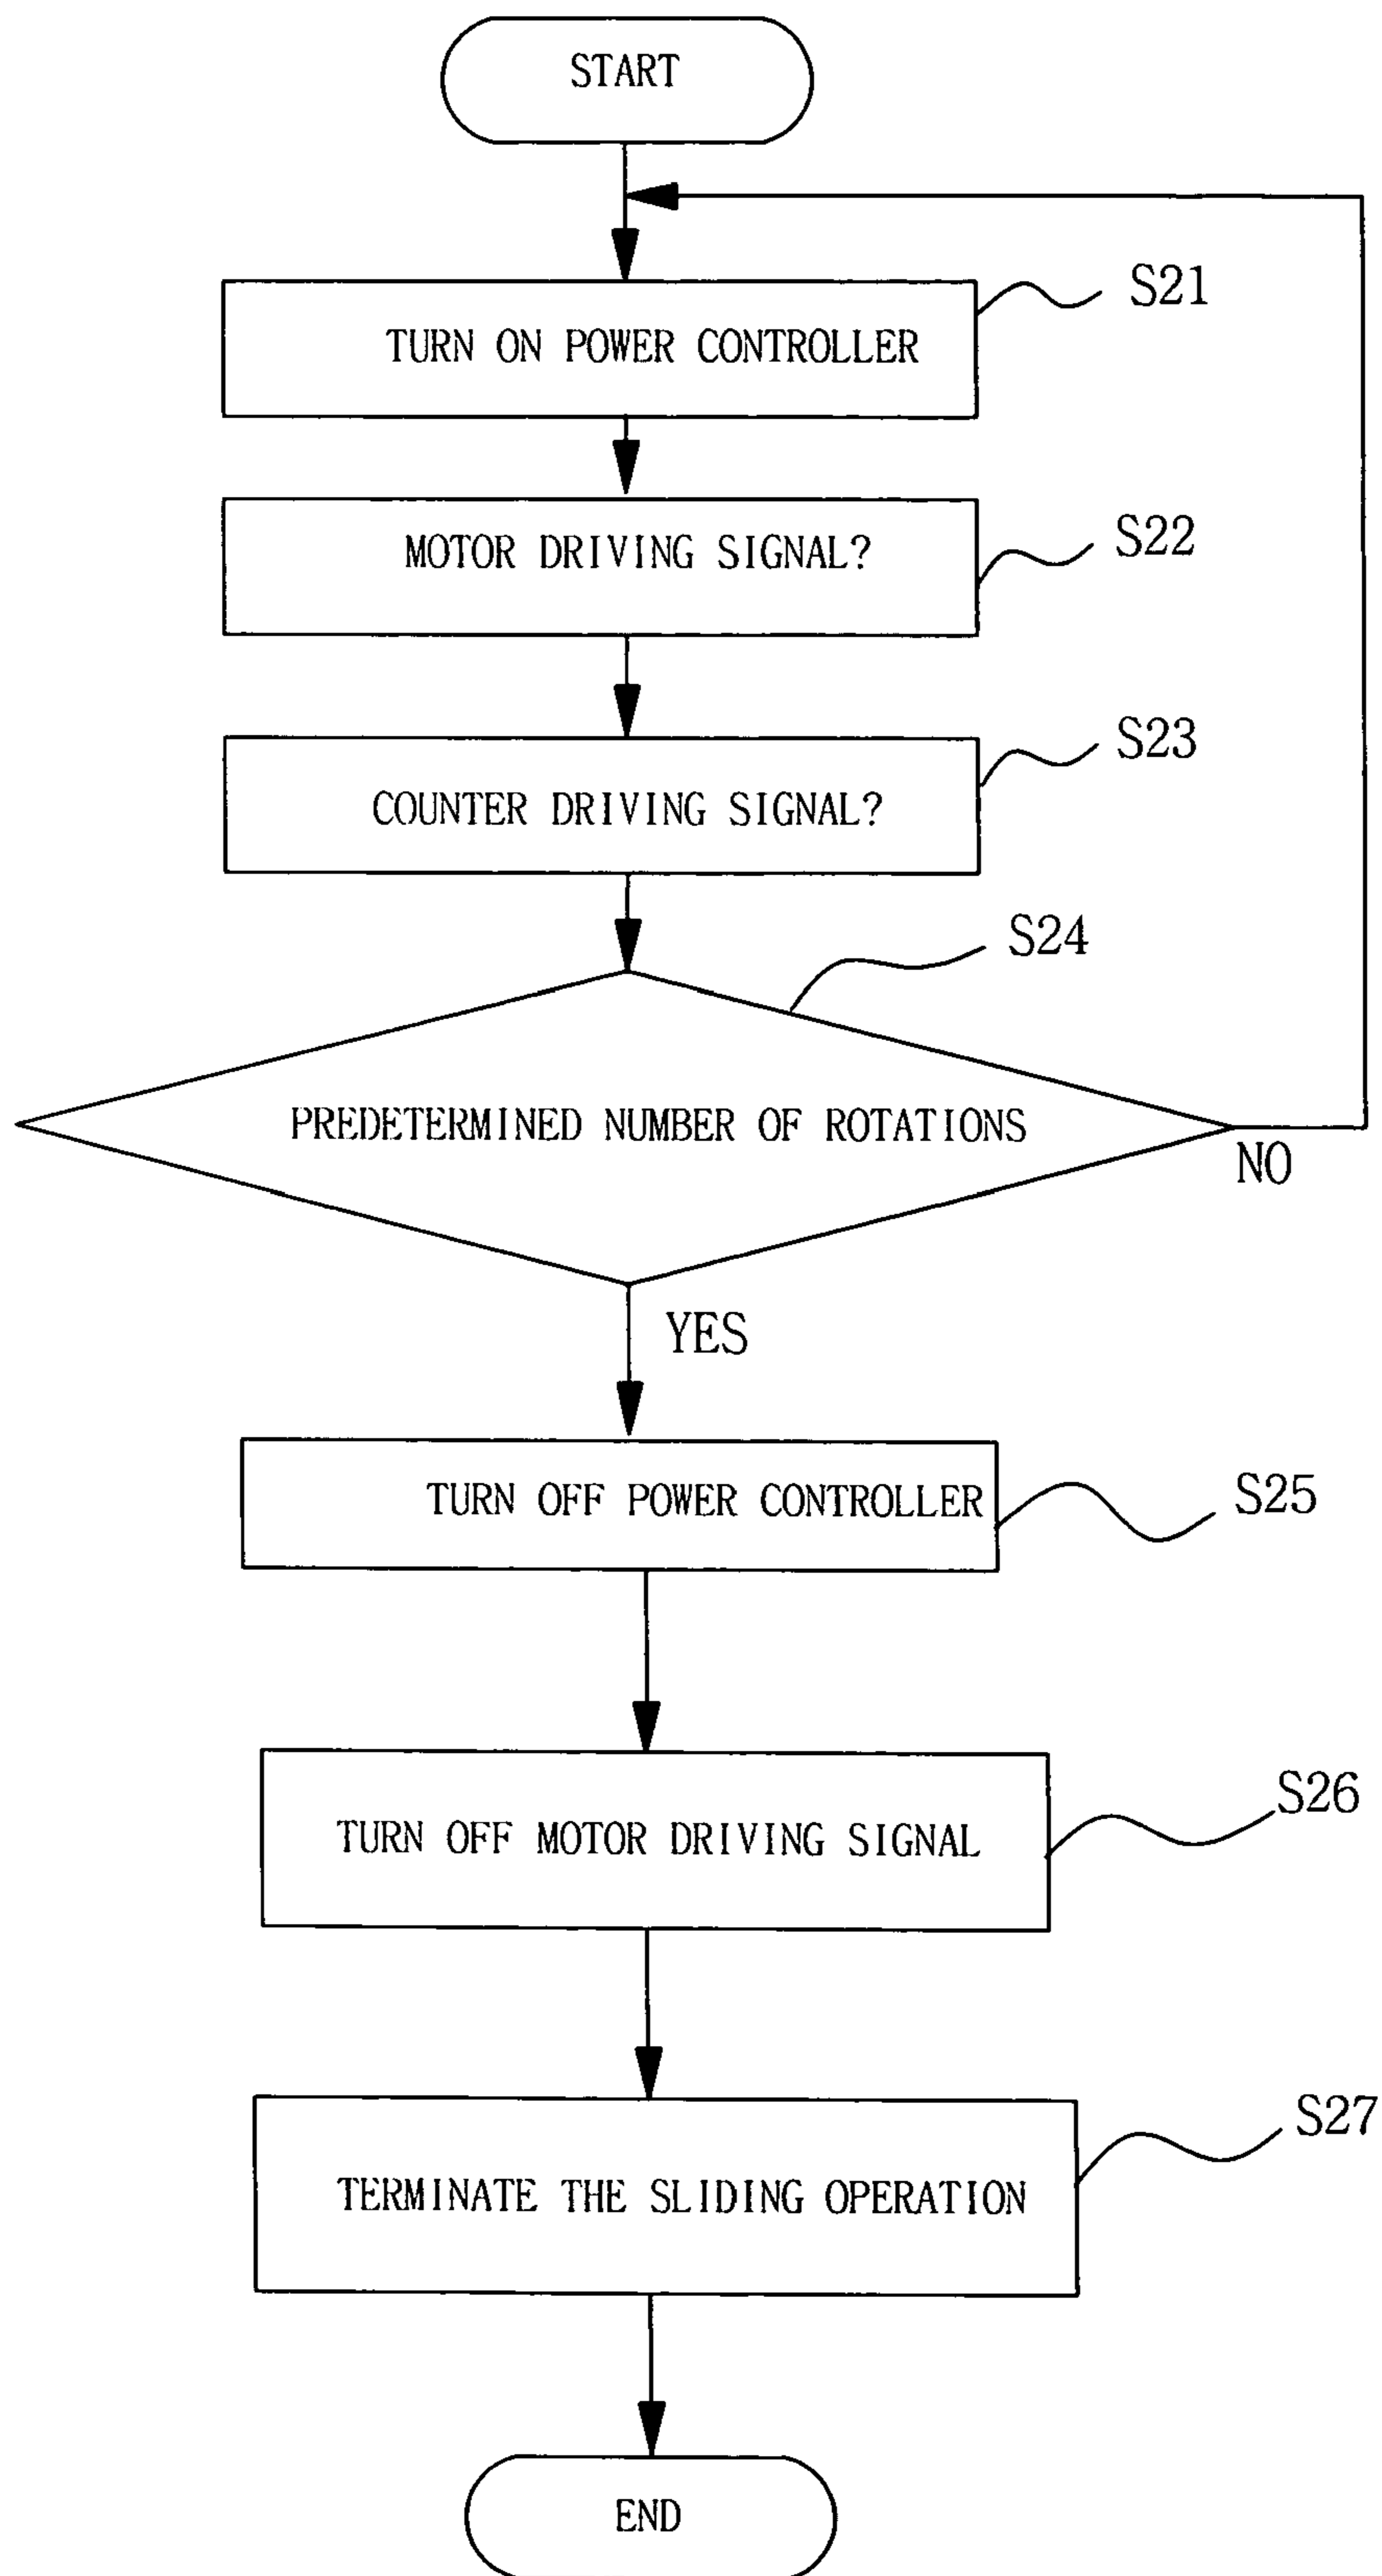 START
S21
TURN ON POWER CONTROLLER
S22
MOTOR DRIVING SIGNAL?
S23
COUNTER DRIVING SIGNAL?
S24
PREDETERMINED NUMBER OF ROTATIONS
NO
YES
TURN OFF POWER CONTROLLER
S25
S26
TURN OFF MOTOR DRIVING SIGNAL
S27
TERMINATE THE SLIDING OPERATION
END